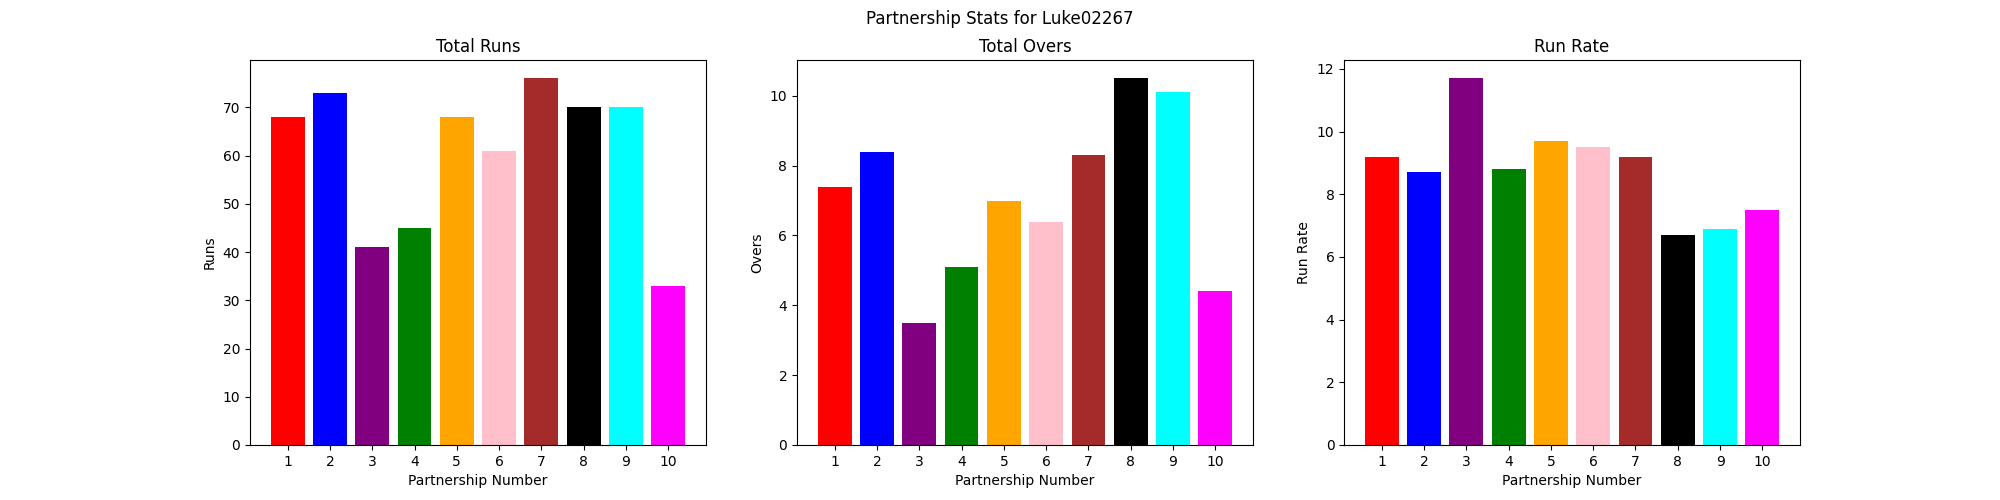 Partnership Stats for Luke02267
Total Runs
Total Overs
Run Rate
70
60
50
40
30
20
10
0
Runs
1 2 3 4 5 6 7 8 9 10
Partnership Number
10
8
6
4
2
0
Overs
1 2 3 4 5 6 7 8 9 10
Partnership Number
12
10
8
6
4
2
0
Run Rate
1 2 3 4 5 6 7 8 9 10
Partnership Number